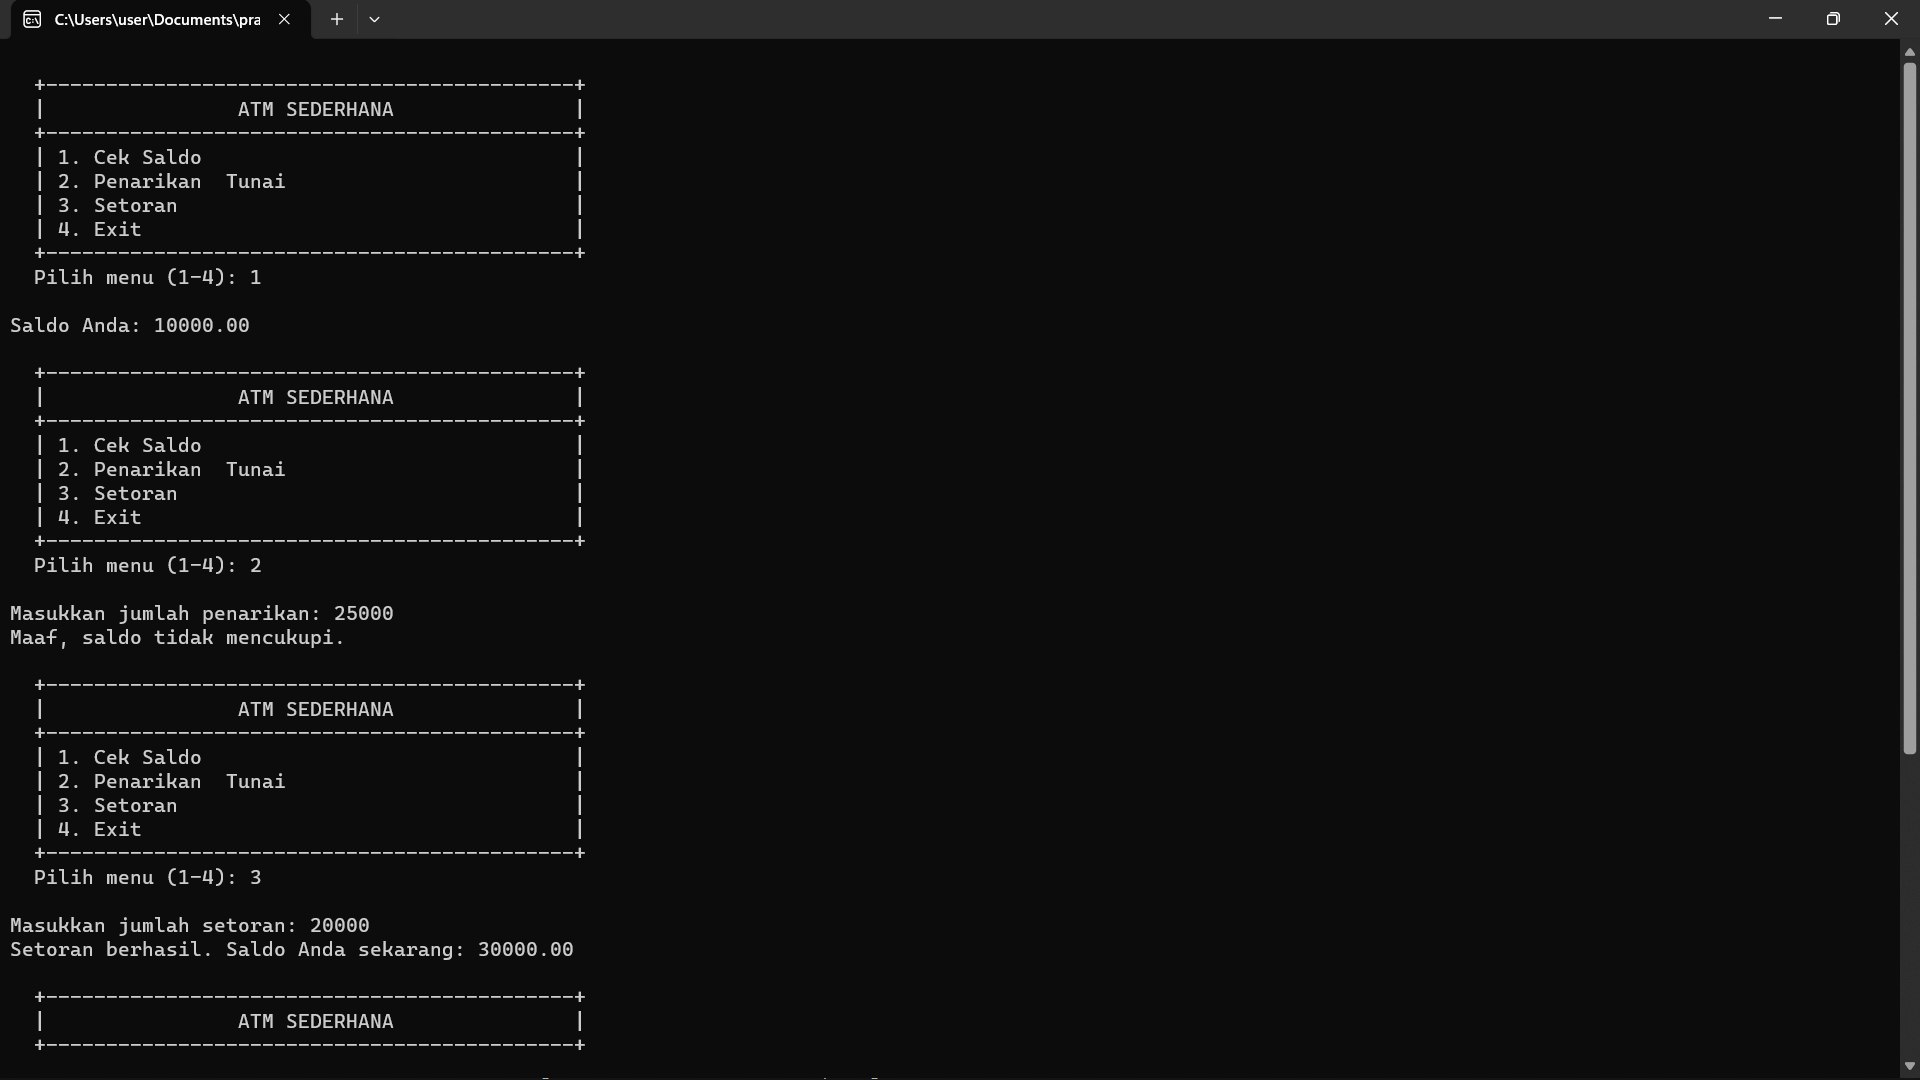 C:\Users\user\Documents\pra
+--------------------------------------------+
|                ATM SEDERHANA               |
+--------------------------------------------+
| 1. Cek Saldo                               |
| 2. Penarikan  Tunai                        |
| 3. Setoran                                 |
| 4. Exit                                    |
+--------------------------------------------+
Pilih menu (1-4): 1
Saldo Anda: 10000.00
+--------------------------------------------+
|                ATM SEDERHANA               |
+--------------------------------------------+
| 1. Cek Saldo                               |
| 2. Penarikan  Tunai                        |
| 3. Setoran                                 |
| 4. Exit                                    |
+--------------------------------------------+
Pilih menu (1-4): 2
Masukkan jumlah penarikan: 25000
Maaf, saldo tidak mencukupi.
+--------------------------------------------+
|                ATM SEDERHANA               |
+--------------------------------------------+
| 1. Cek Saldo                               |
| 2. Penarikan  Tunai                        |
| 3. Setoran                                 |
| 4. Exit                                    |
+--------------------------------------------+
Pilih menu (1-4): 3
Masukkan jumlah setoran: 20000
Setoran berhasil. Saldo Anda sekarang: 30000.00
+--------------------------------------------+
|                ATM SEDERHANA               |
+--------------------------------------------+